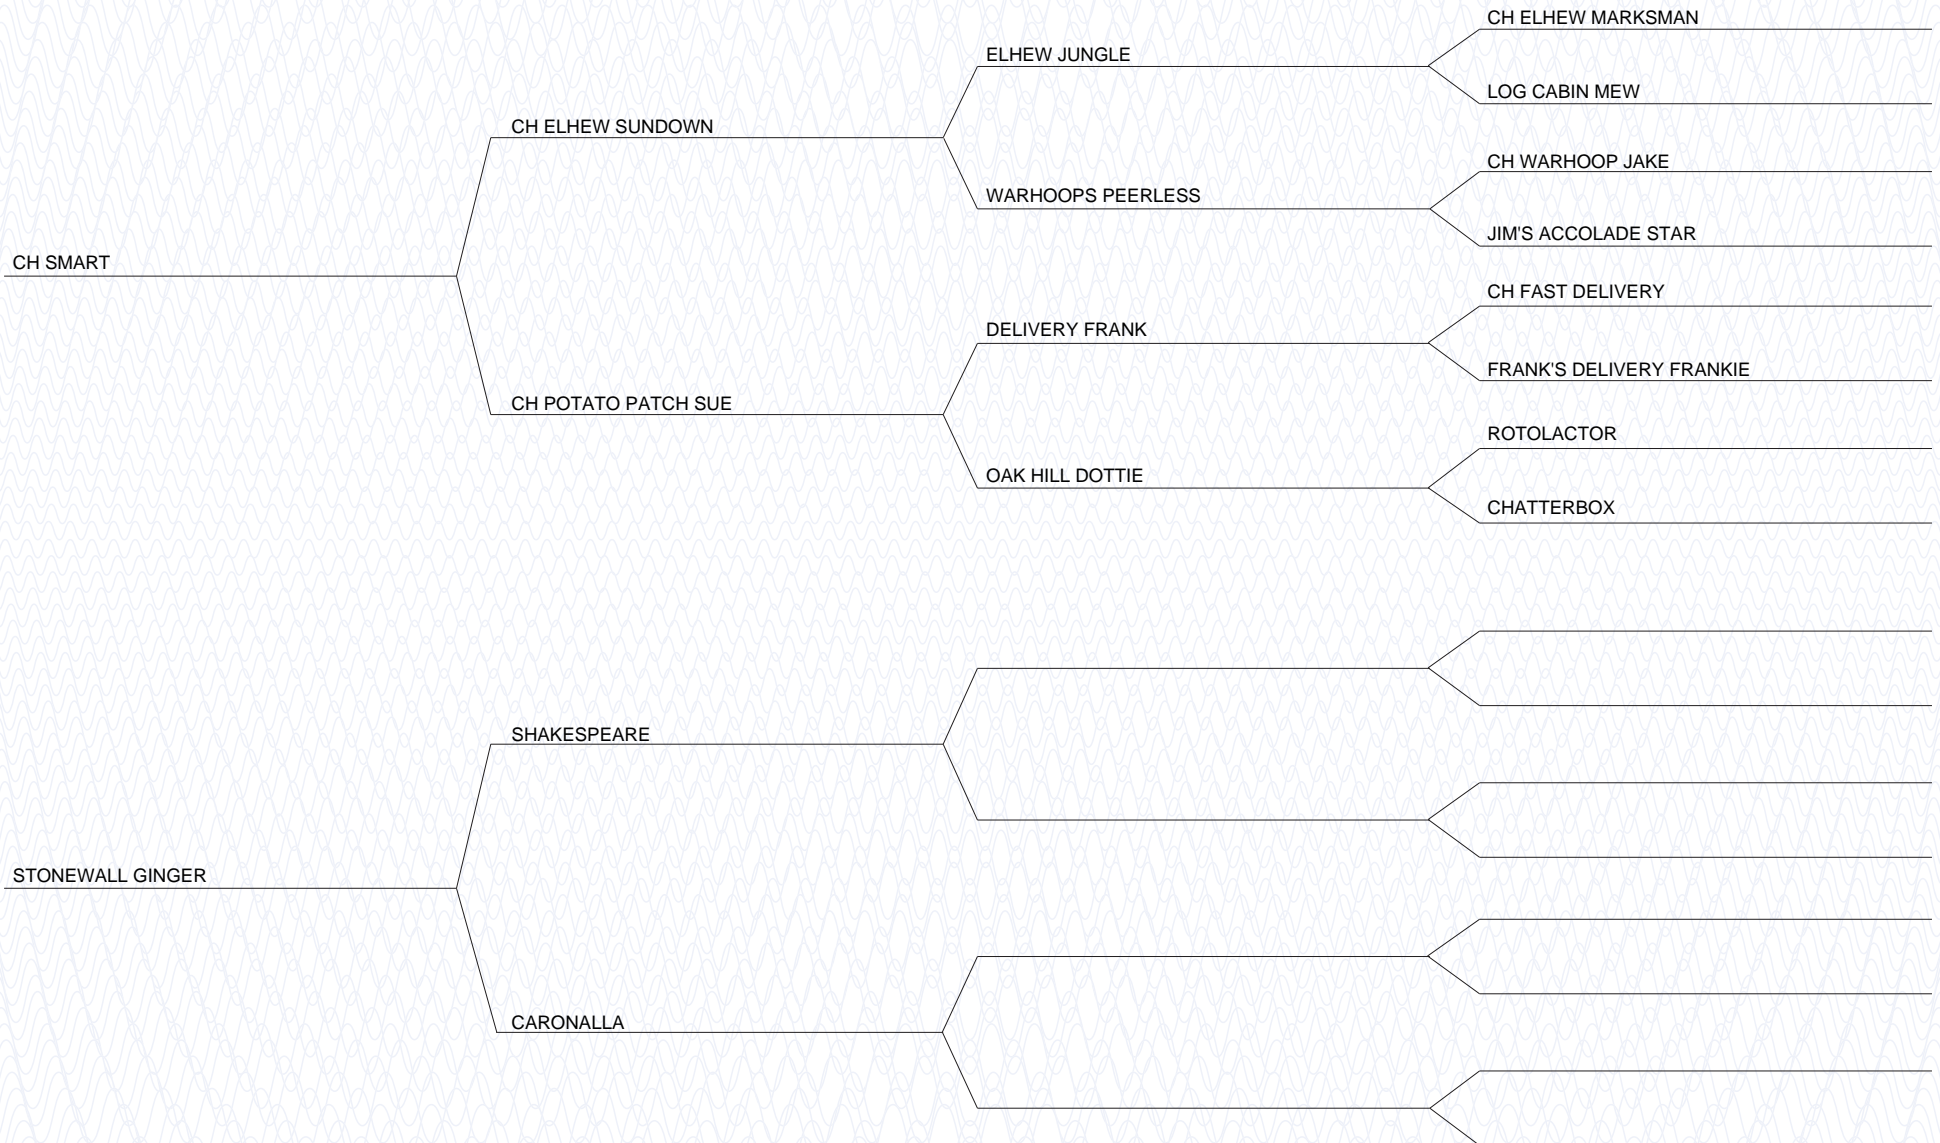 CH ELHEW MARKSMAN
ELHEW JUNGLE
LOG CABIN MEW
CH ELHEW SUNDOWN
CH WARHOOP JAKE
WARHOOPS PEERLESS
JIM'S ACCOLADE STAR
CH SMART
CH FAST DELIVERY
DELIVERY FRANK
FRANK'S DELIVERY FRANKIE
CH POTATO PATCH SUE
ROTOLACTOR
OAK HILL DOTTIE
CHATTERBOX
SHAKESPEARE
STONEWALL GINGER
CARONALLA